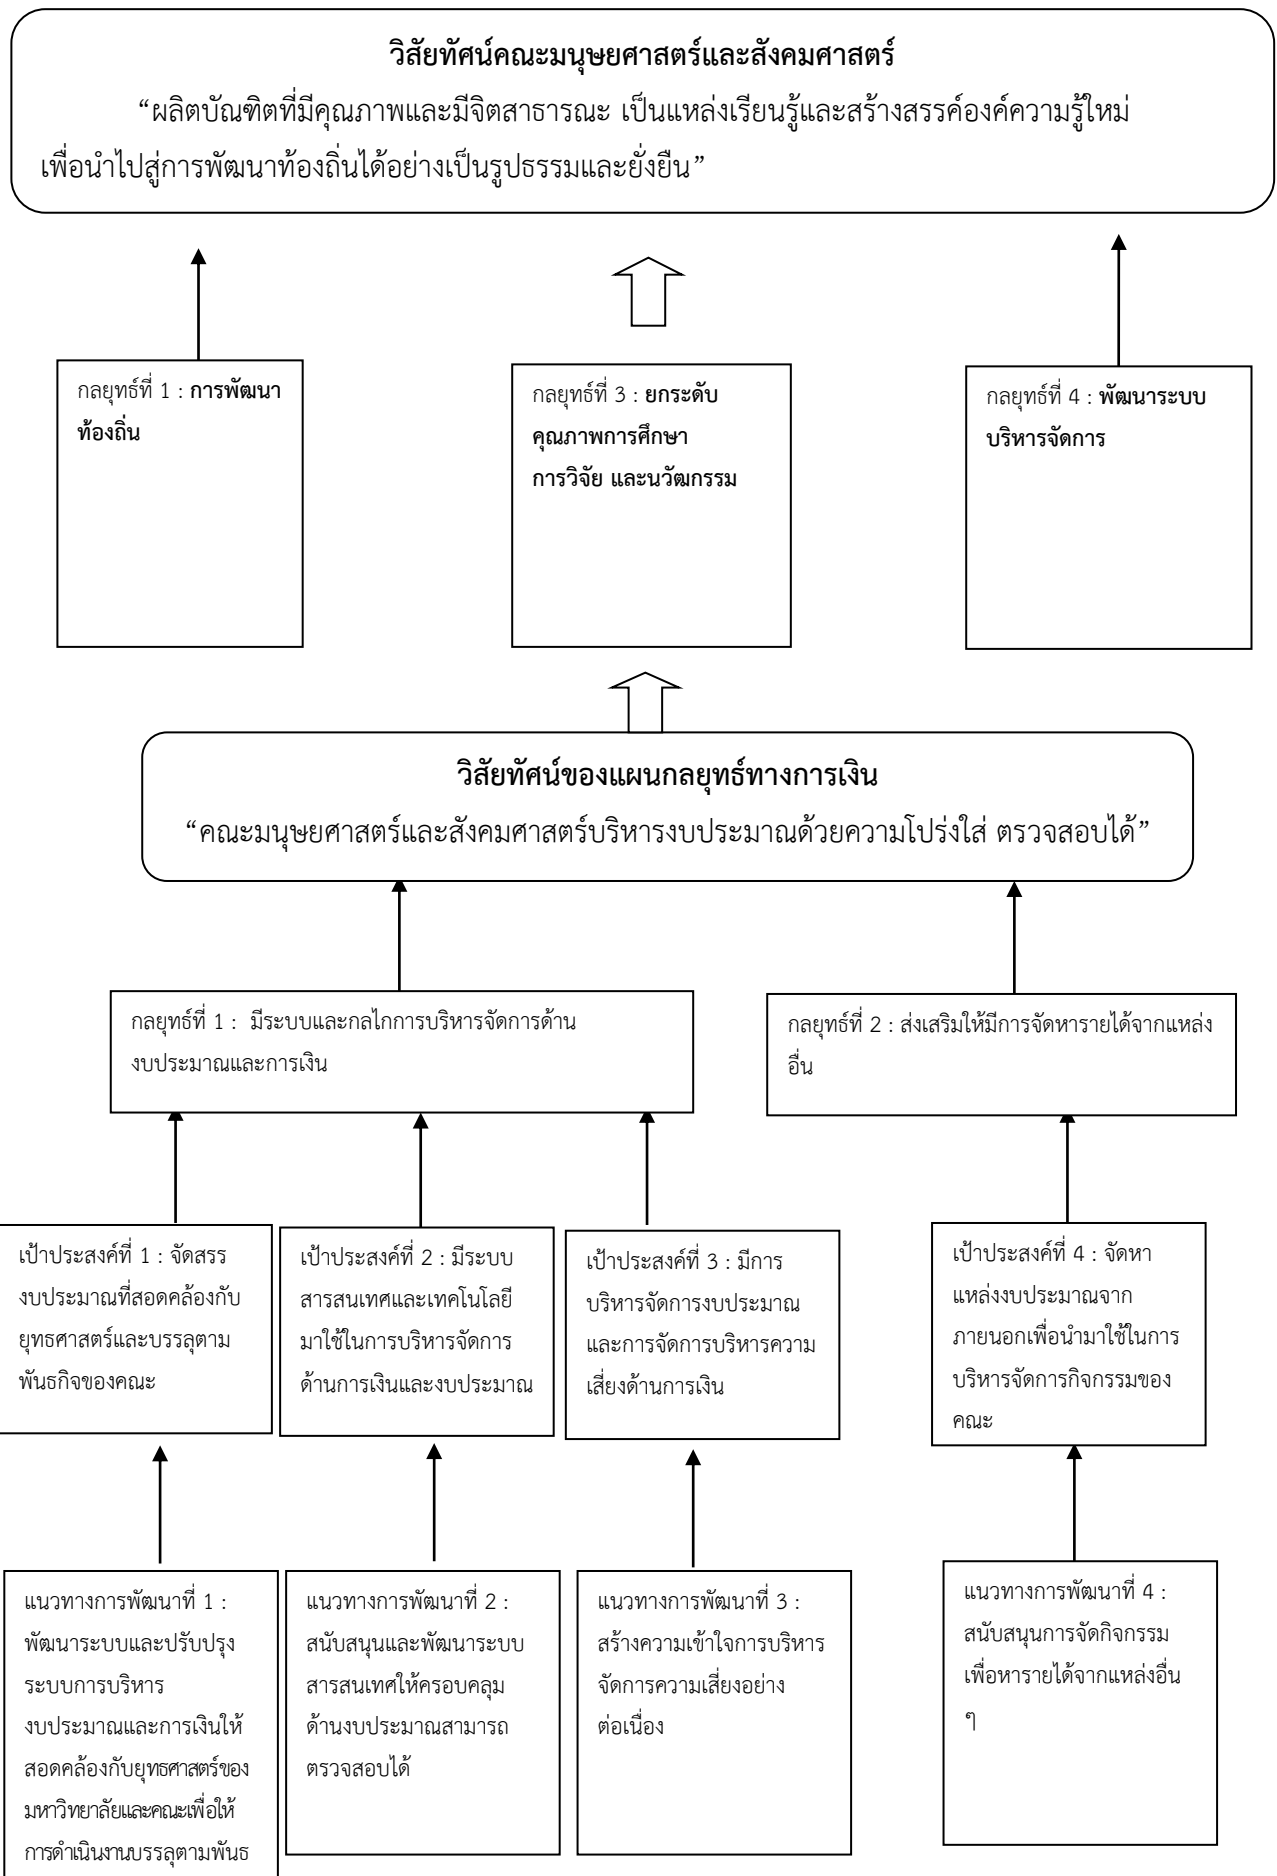 วิสัยทัศน์คณะมนุษยศาสตร์และสังคมศาสตร์
“ผลิตบัณฑิตที่มีคุณภาพและมีจิตสาธารณะ เป็นแหล่งเรียนรู้และสร้างสรรค์องค์ความรู้ใหม่
เพื่อนำไปสู่การพัฒนาท้องถิ่นได้อย่างเป็นรูปธรรมและยั่งยืน”
กลยุทธ์ที่ 1 : การพัฒนา
ท้องถิ่น
กลยุทธ์ที่ 3 : ยกระดับ
คุณภาพการศึกษา
การวิจัย และนวัฒกรรม
กลยุทธ์ที่ 4 : พัฒนาระบบ
บริหารจัดการ
วิสัยทัศน์ของแผนกลยุทธ์ทางการเงิน
“คณะมนุษยศาสตร์และสังคมศาสตร์บริหารงบประมาณด้วยความโปร่งใส่ ตรวจสอบได้”
กลยุทธ์ที่ 1 : มีระบบและกลไกการบริหารจัดการด้าน
งบประมาณและการเงิน
กลยุทธ์ที่ 2 : ส่งเสริมให้มีการจัดหารายได้จากแหล่ง
อื่น
เป้าประสงค์ที่ 1 : จัดสรร
งบประมาณที่สอดคล้องกับ
ยุทธศาสตร์และบรรลุตาม
พันธกิจของคณะ
เป้าประสงค์ที่ 2 : มีระบบ
สารสนเทศและเทคโนโลยี
มาใช้ในการบริหารจัดการ
ด้านการเงินและงบประมาณ
เป้าประสงค์ที่ 3 : มีการ
บริหารจัดการงบประมาณ
และการจัดการบริหารความ
เสี่ยงด้านการเงิน
เป้าประสงค์ที่ 4 : จัดหา
แหล่งงบประมาณจาก
ภายนอกเพื่อนำมาใช้ในการ
บริหารจัดการกิจกรรมของ
คณะ
แนวทางการพัฒนาที่ 1 :
พัฒนาระบบและปรับปรุง
ระบบการบริหาร
งบประมาณและการเงินให้
สอดคล้องกับยุทธศาสตร์ของ
มหาวิทยาลัยและคณะเพื่อให้
การดำเนินงานบรรลุตามพันธ
แนวทางการพัฒนาที่ 2 :
สนับสนุนและพัฒนาระบบ
สารสนเทศให้ครอบคลุม
ด้านงบประมาณสามารถ
ตรวจสอบได้
แนวทางการพัฒนาที่ 3 :
สร้างความเข้าใจการบริหาร
จัดการความเสี่ยงอย่าง
ต่อเนื่อง
แนวทางการพัฒนาที่ 4 :
สนับสนุนการจัดกิจกรรม
เพื่อหารายได้จากแหล่งอื่น
ๆ